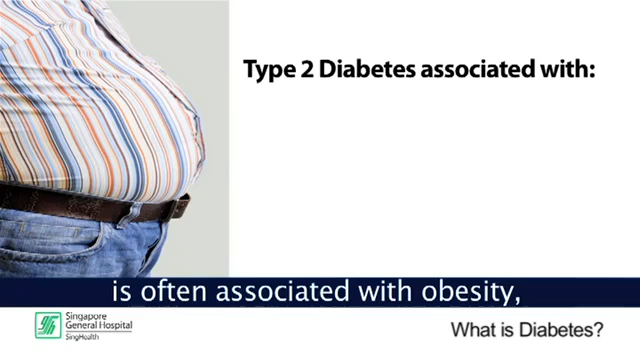 Type 2 Diabetes associated with:
is often associated with obesity,
Singapore
General Hospital
SingHealth
What is Diabetes?